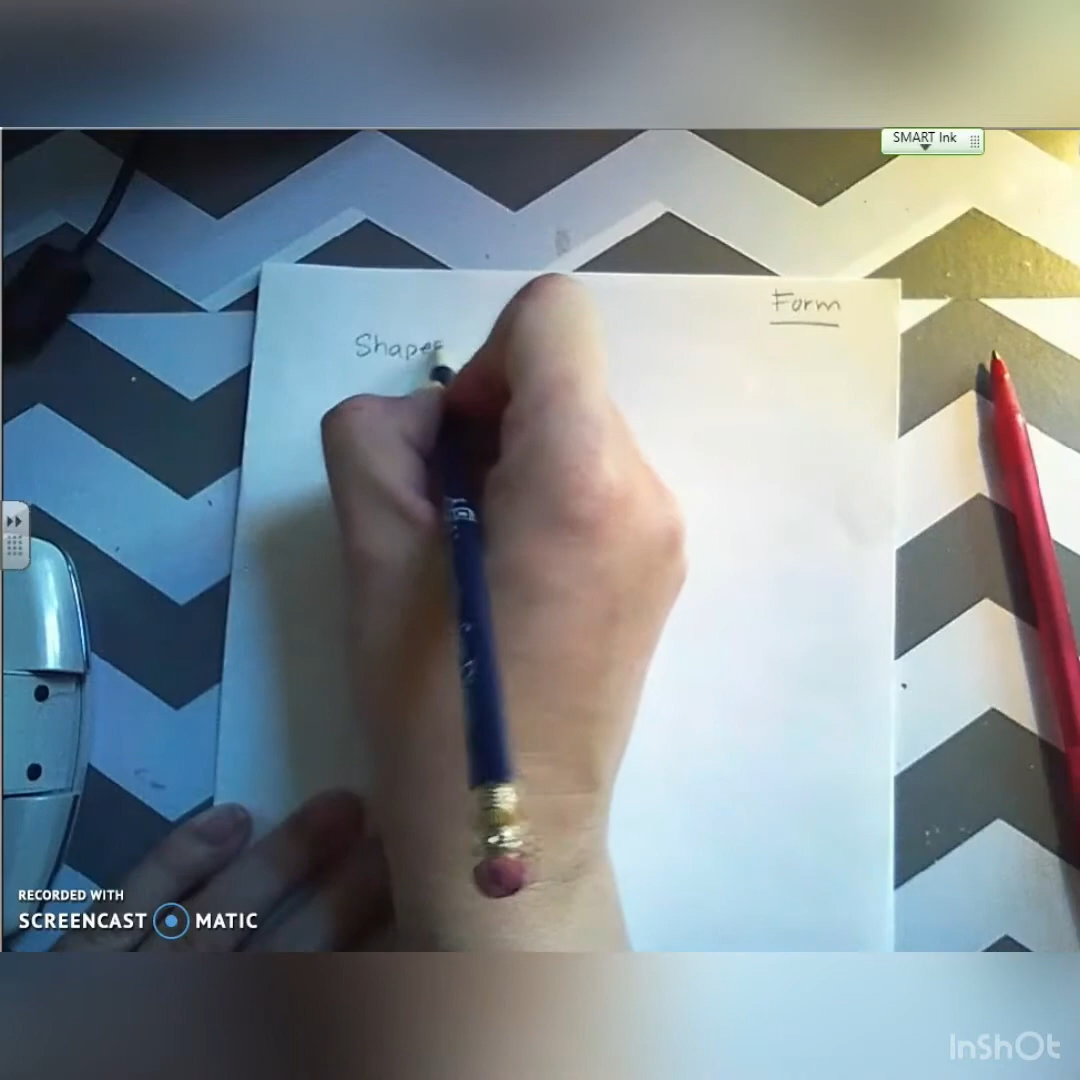 SMART Ink
Form
Shapes
RECORDED WITH
SCREENCAST MATIC
InShOt